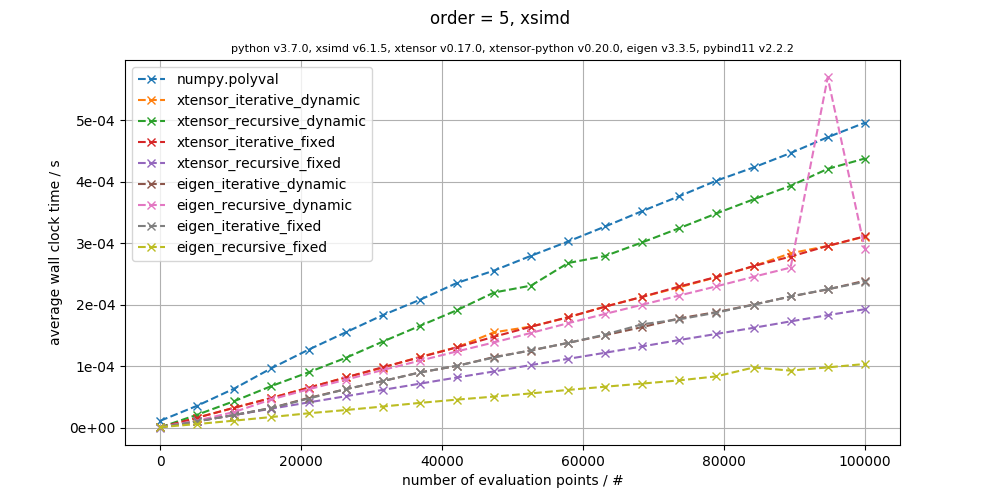 order = 5, xsimd
python v3.7.0, xsimd v6.1.5, xtensor v0.17.0, xtensor-python v0.20.0, eigen v3.3.5, pybind11 v2.2.2
numpy.polyval
xtensor_iterative_dynamic
xtensor_recursive_dynamic
xtensor_iterative_fixed
xtensor_recursive_fixed
eigen_iterative_dynamic
eigen_recursive_dynamic
eigen_iterative_fixed
eigen_recursive_fixed
average wall clock time / s
5e-04
4e-04
3e-04
2e-04
1e-04
0e+00
0 20000 40000 60000 80000 100000
number of evaluation points / #